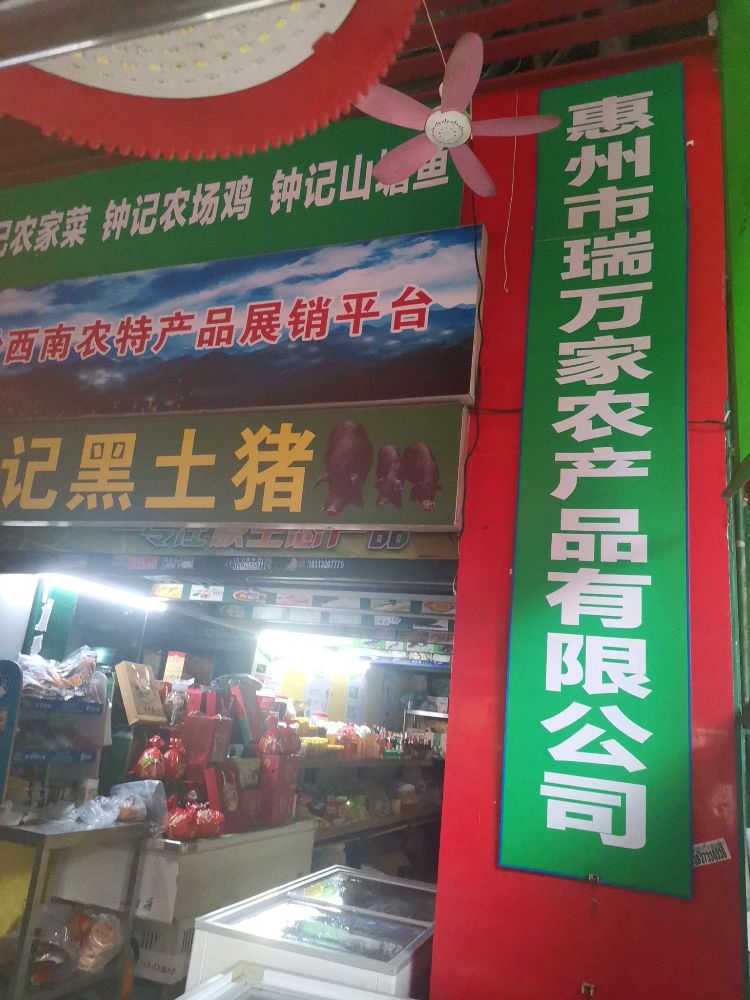 记农家菜 钟记农场鸡 钟记山塘鱼
西南农特产品展销平台
记黑土猪
惠州市瑞万家农产品有限公司